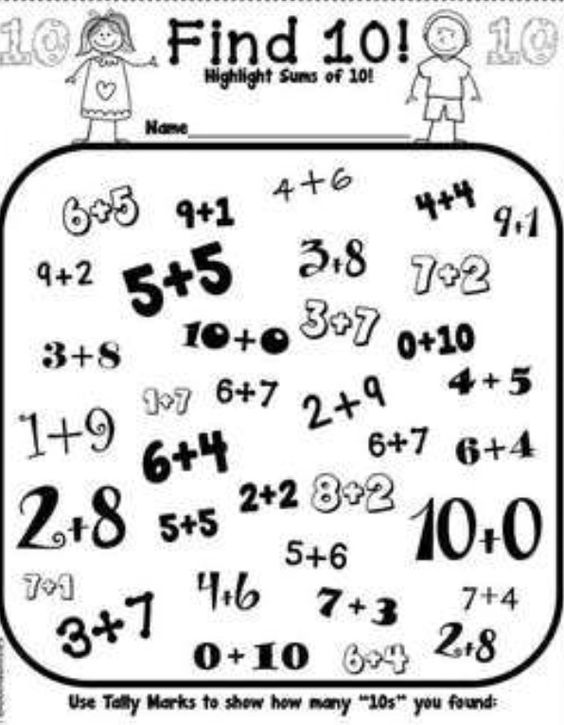 10 Find 10! 10
Highlight Sums of 10!
Name
6+5 9+1 4+6 4+4 9+1
9+2 5+5 3+8 7+2
3+8 10+0 3+7 0+10
1+7 6+7 2+9 4+5
1+9 6+4 6+7 6+4
2+8 5+5 2+2 8+2 10+0
5+6
7+1 4+6 7+3 7+4
3+7 0+10 6+4 2+8
Use Tally Marks to show how many "10s" you found: